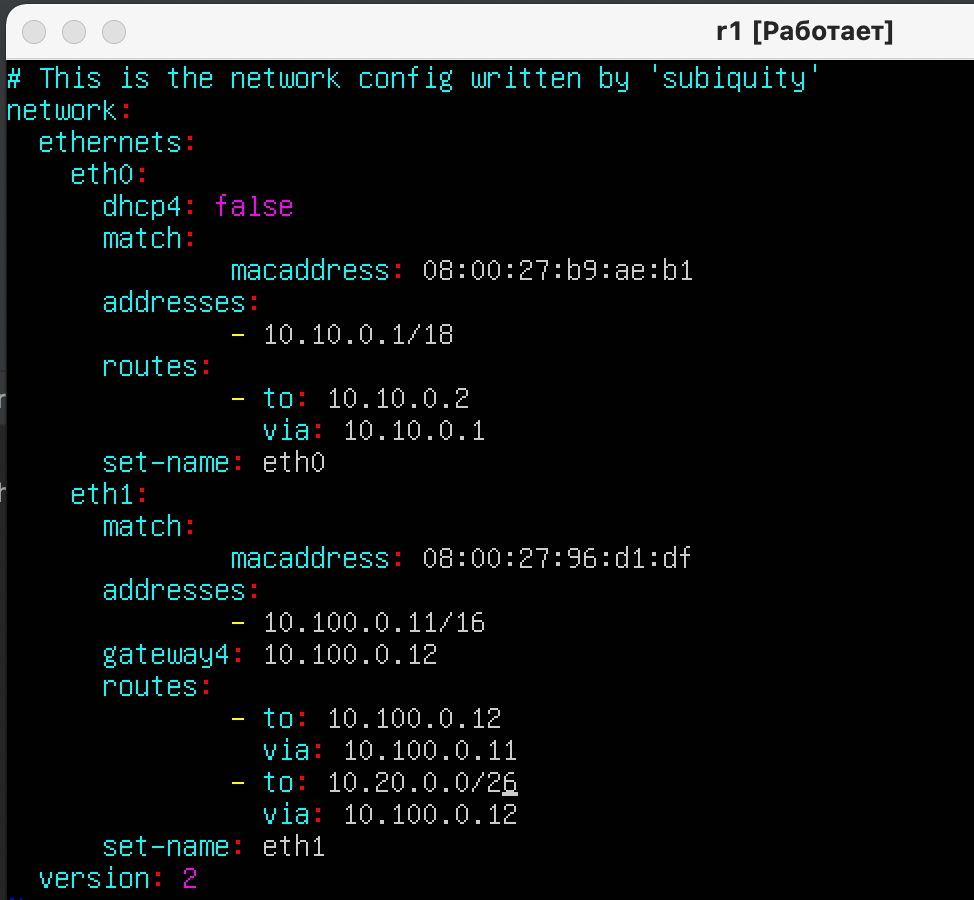 r1 [Работает]
# This is the network config written by 'subiquity'
network:
  ethernets:
    eth0:
      dhcp4: false
      match:
              macaddress: 08:00:27:b9:ae:b1
      addresses:
              - 10.10.0.1/18
      routes:
              - to: 10.10.0.2
                via: 10.10.0.1
      set-name: eth0
    eth1:
      match:
              macaddress: 08:00:27:96:d1:df
      addresses:
              - 10.100.0.11/16
      gateway4: 10.100.0.12
      routes:
              - to: 10.100.0.12
                via: 10.100.0.11
              - to: 10.20.0.0/26
                via: 10.100.0.12
      set-name: eth1
  version: 2